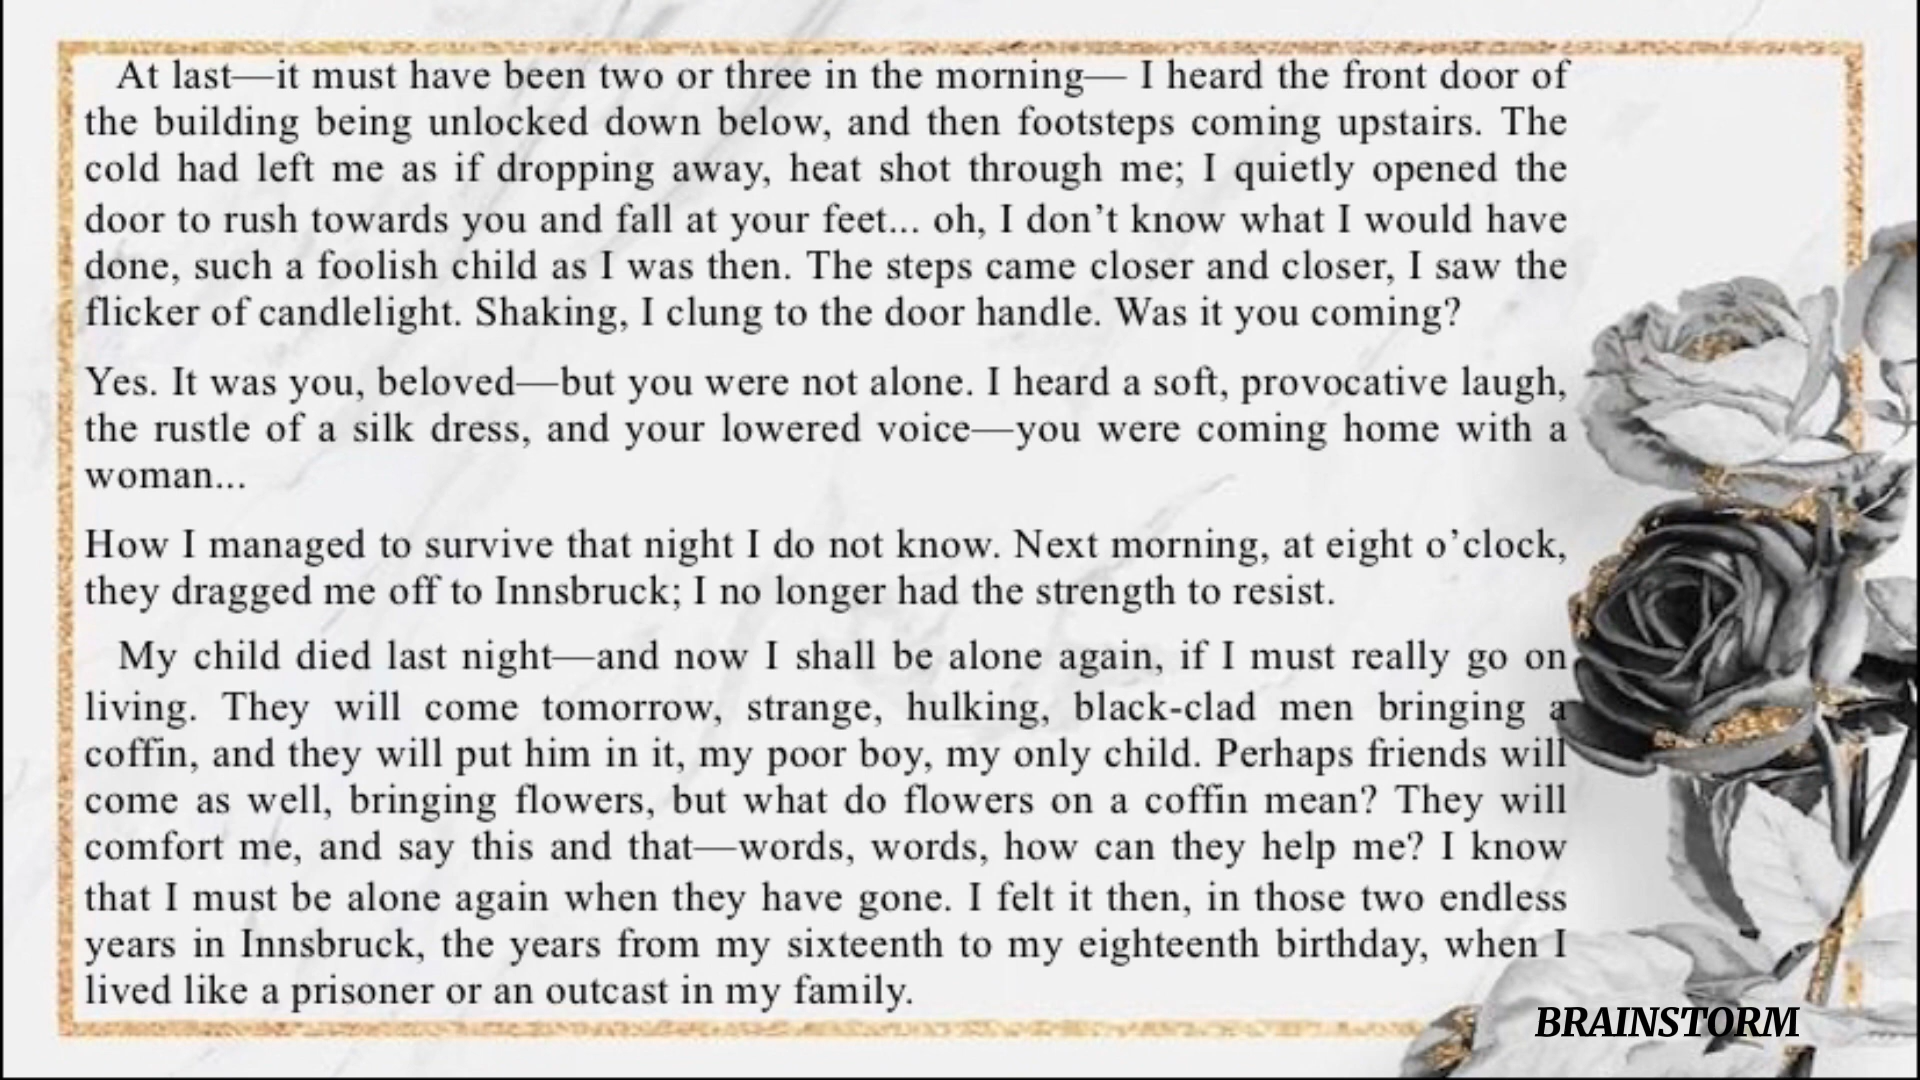 At last—it must have been two or three in the morning— I heard the front door of
the building being unlocked down below, and then footsteps coming upstairs. The
cold had left me as if dropping away, heat shot through me; I quietly opened the
door to rush towards you and fall at your feet... oh, I don’t know what I would have
done, such a foolish child as I was then. The steps came closer and closer, I saw the
flicker of candlelight. Shaking, I clung to the door handle. Was it you coming?
Yes. It was you, beloved—but you were not alone. I heard a soft, provocative laugh,
the rustle of a silk dress, and your lowered voice—you were coming home with a
woman...
How I managed to survive that night I do not know. Next morning, at eight o’clock,
they dragged me off to Innsbruck; I no longer had the strength to resist.
My child died last night—and now I shall be alone again, if I must really go on
living. They will come tomorrow, strange, hulking, black-clad men bringing a
coffin, and they will put him in it, my poor boy, my only child. Perhaps friends will
come as well, bringing flowers, but what do flowers on a coffin mean? They will
comfort me, and say this and that—words, words, how can they help me? I know
that I must be alone again when they have gone. I felt it then, in those two endless
years in Innsbruck, the years from my sixteenth to my eighteenth birthday, when I
lived like a prisoner or an outcast in my family.
BRAINSTORM